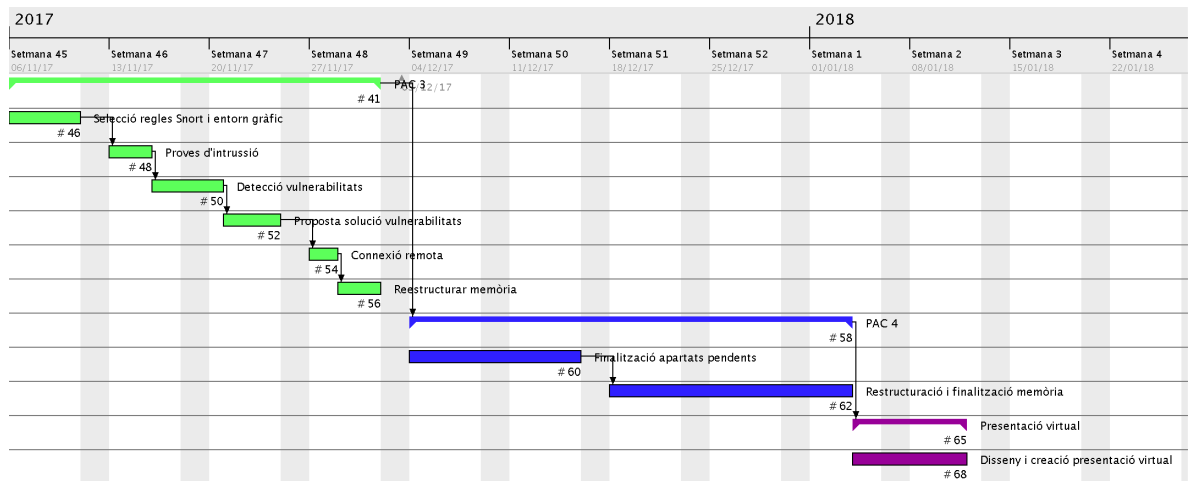 2017
2018
Setmana 45
Setmana 46
Setmana 47
Setmana 48
Setmana 49
Setmana 50
Setmana 51
Setmana 52
Setmana 1
Setmana 2
Setmana 3
Setmana 4
06/11/17
13/11/17
20/11/17
27/11/17
04/12/17
11/12/17
18/12/17
25/12/17
01/01/18
08/01/18
15/01/18
22/01/18
PAC 3
# 41
Selecció regles Snort i entorn gràfic
# 46
Proves d'intrussió
# 48
Detecció vulnerabilitats
# 50
Proposta solució vulnerabilitats
# 52
Connexió remota
# 54
Reestructurar memòria
# 56
PAC 4
# 58
Finalització apartats pendents
# 60
Restructuració i finalització memòria
# 62
Presentació virtual
# 65
Disseny i creació presentació virtual
# 68